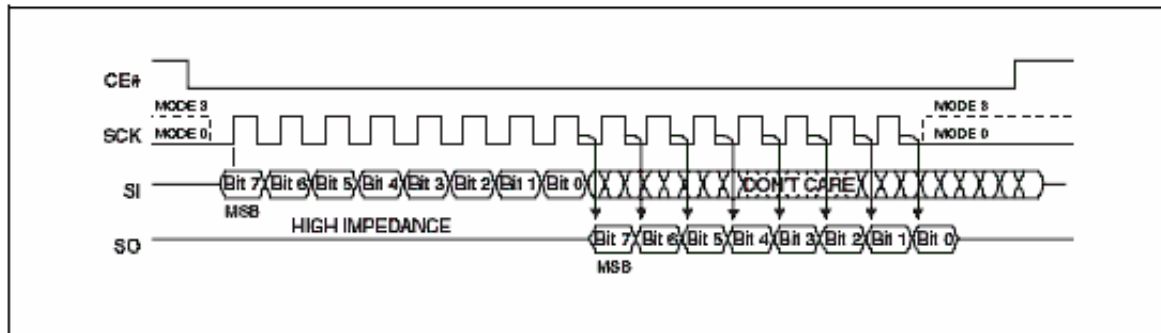 CE#
MODE 3 MODE 3
SCK MODE 0 MODE 0
SI Bit 7 Bit 6 Bit 5 Bit 4 Bit 3 Bit 2 Bit 1 Bit 0 DON'T CARE
MSB
HIGH IMPEDANCE
SO Bit 7 Bit 6 Bit 5 Bit 4 Bit 3 Bit 2 Bit 1 Bit 0
MSB